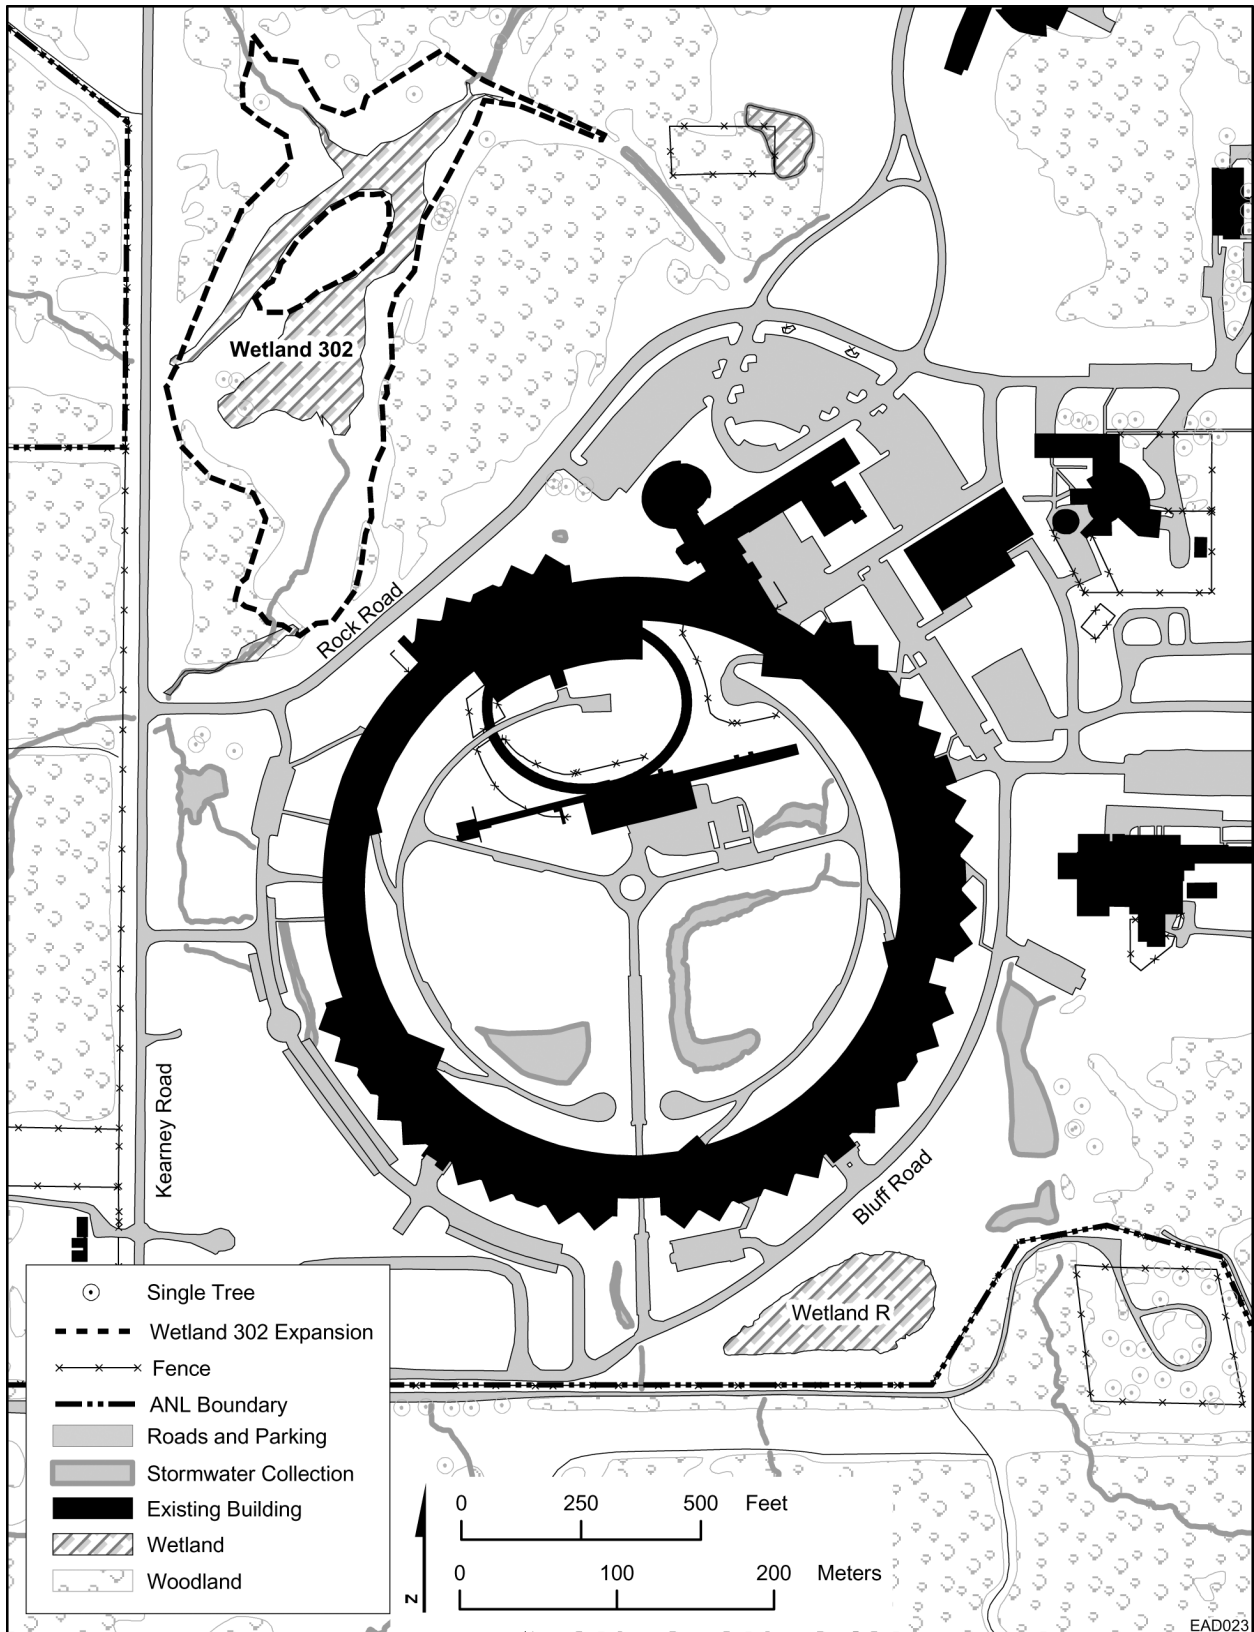 Wetland 302
Rock Road
Kearney Road
Bluff Road
Wetland R
Single Tree
Wetland 302 Expansion
Fence
ANL Boundary
Roads and Parking
Stormwater Collection
Existing Building
Wetland
Woodland
0 250 500 Feet
0 100 200 Meters
N
EAD023